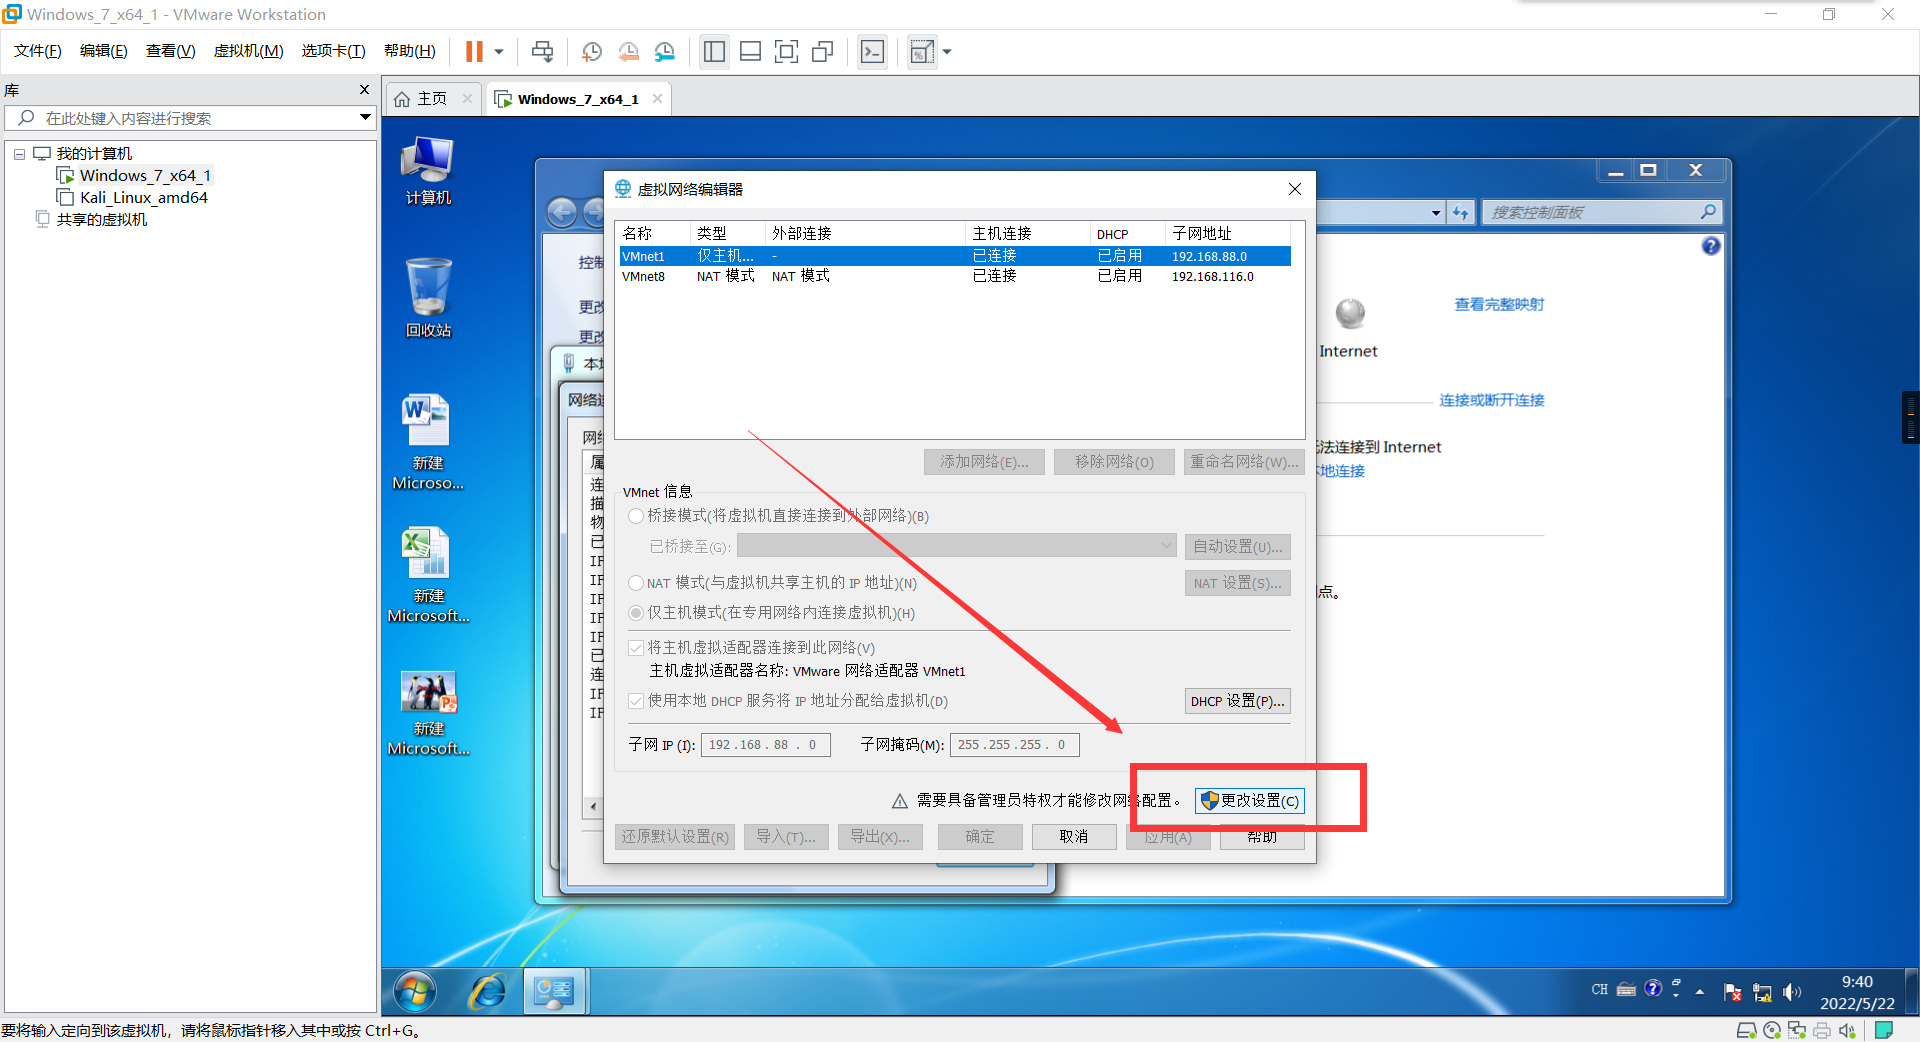 Windows_7_x64_1 - VMware Workstation
文件(F) 编辑(E) 查看(V) 虚拟机(M) 选项卡(T) 帮助(H)
库
在此处键入内容进行搜索
主页
Windows_7_x64_1
我的计算机
Windows_7_x64_1
Kali_Linux_amd64
共享的虚拟机
计算机
回收站
新建
Microso...
新建
Microsoft...
新建
Microsoft...
搜索控制面板
控制
更改
更改
查看完整映射
Internet
连接或断开连接
法连接到 Internet
地连接
点。
网络
虚拟网络编辑器
名称 类型 外部连接 主机连接 DHCP 子网地址
VMnet1 仅主机... - 已连接 已启用 192.168.88.0
VMnet8 NAT 模式 NAT 模式 已连接 已启用 192.168.116.0
添加网络(E)... 移除网络(O) 重命名网络(W)...
VMnet 信息
桥接模式(将虚拟机直接连接到外部网络)(B)
已桥接至(G): 自动设置(U)...
NAT 模式(与虚拟机共享主机的 IP 地址)(N) NAT 设置(S)...
仅主机模式(在专用网络内连接虚拟机)(H)
将主机虚拟适配器连接到此网络(V)
主机虚拟适配器名称: VMware 网络适配器 VMnet1
使用本地 DHCP 服务将 IP 地址分配给虚拟机(D) DHCP 设置(P)...
子网 IP (I): 192.168.88.0 子网掩码(M): 255.255.255.0
需要具备管理员特权才能修改网络配置。 更改设置(C)
还原默认设置(R) 导入(T)... 导出(X)... 确定 取消 应用(A) 帮助
CH
9:40
2022/5/22
要将输入定向到该虚拟机，请将鼠标指针移入其中或按 Ctrl+G。